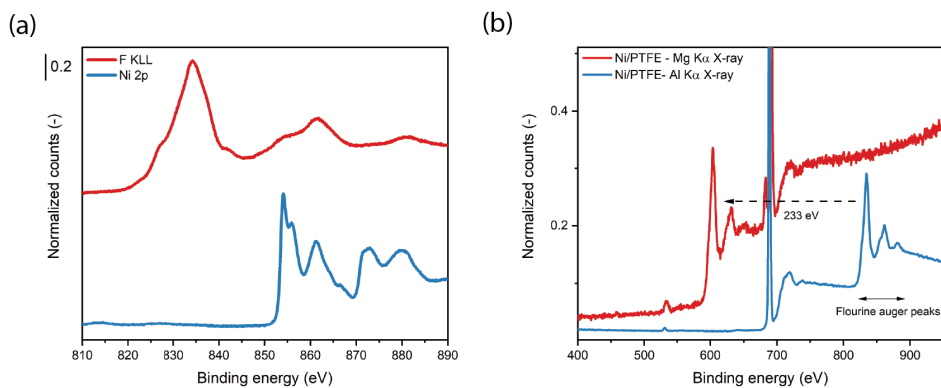 (a)
0.2
F KLL
Ni 2p
Normalized counts (-)
810 820 830 840 850 860 870 880 890
Binding energy (eV)
(b)
Ni/PTFE - Mg Kα X-ray
Ni/PTFE- Al Kα X-ray
0.4
0.2
233 eV
Flourine auger peaks
Normalized counts (-)
400 500 600 700 800 900
Binding energy (eV)